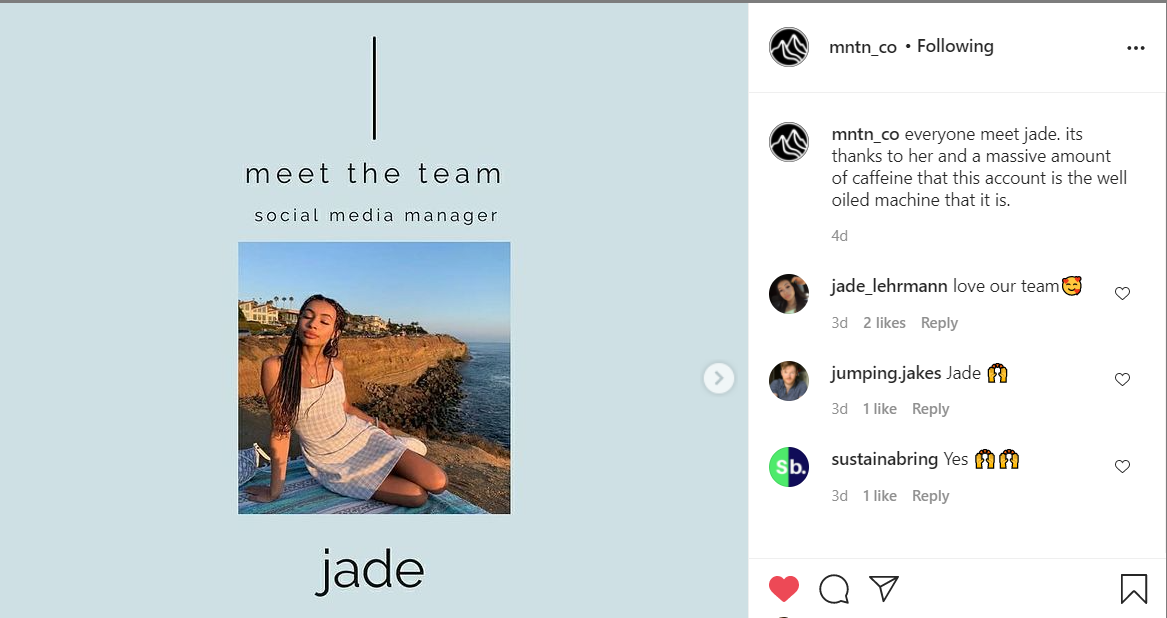 meet the team
social media manager
jade
mntn_co • Following
mntn_co everyone meet jade. its
thanks to her and a massive amount
of caffeine that this account is the well
oiled machine that it is.
4d
jade_lehrmann love our team🥰
3d 2 likes Reply
jumping.jakes Jade 🙌
3d 1 like Reply
Sb.
sustainabring Yes 🙌🙌
3d 1 like Reply